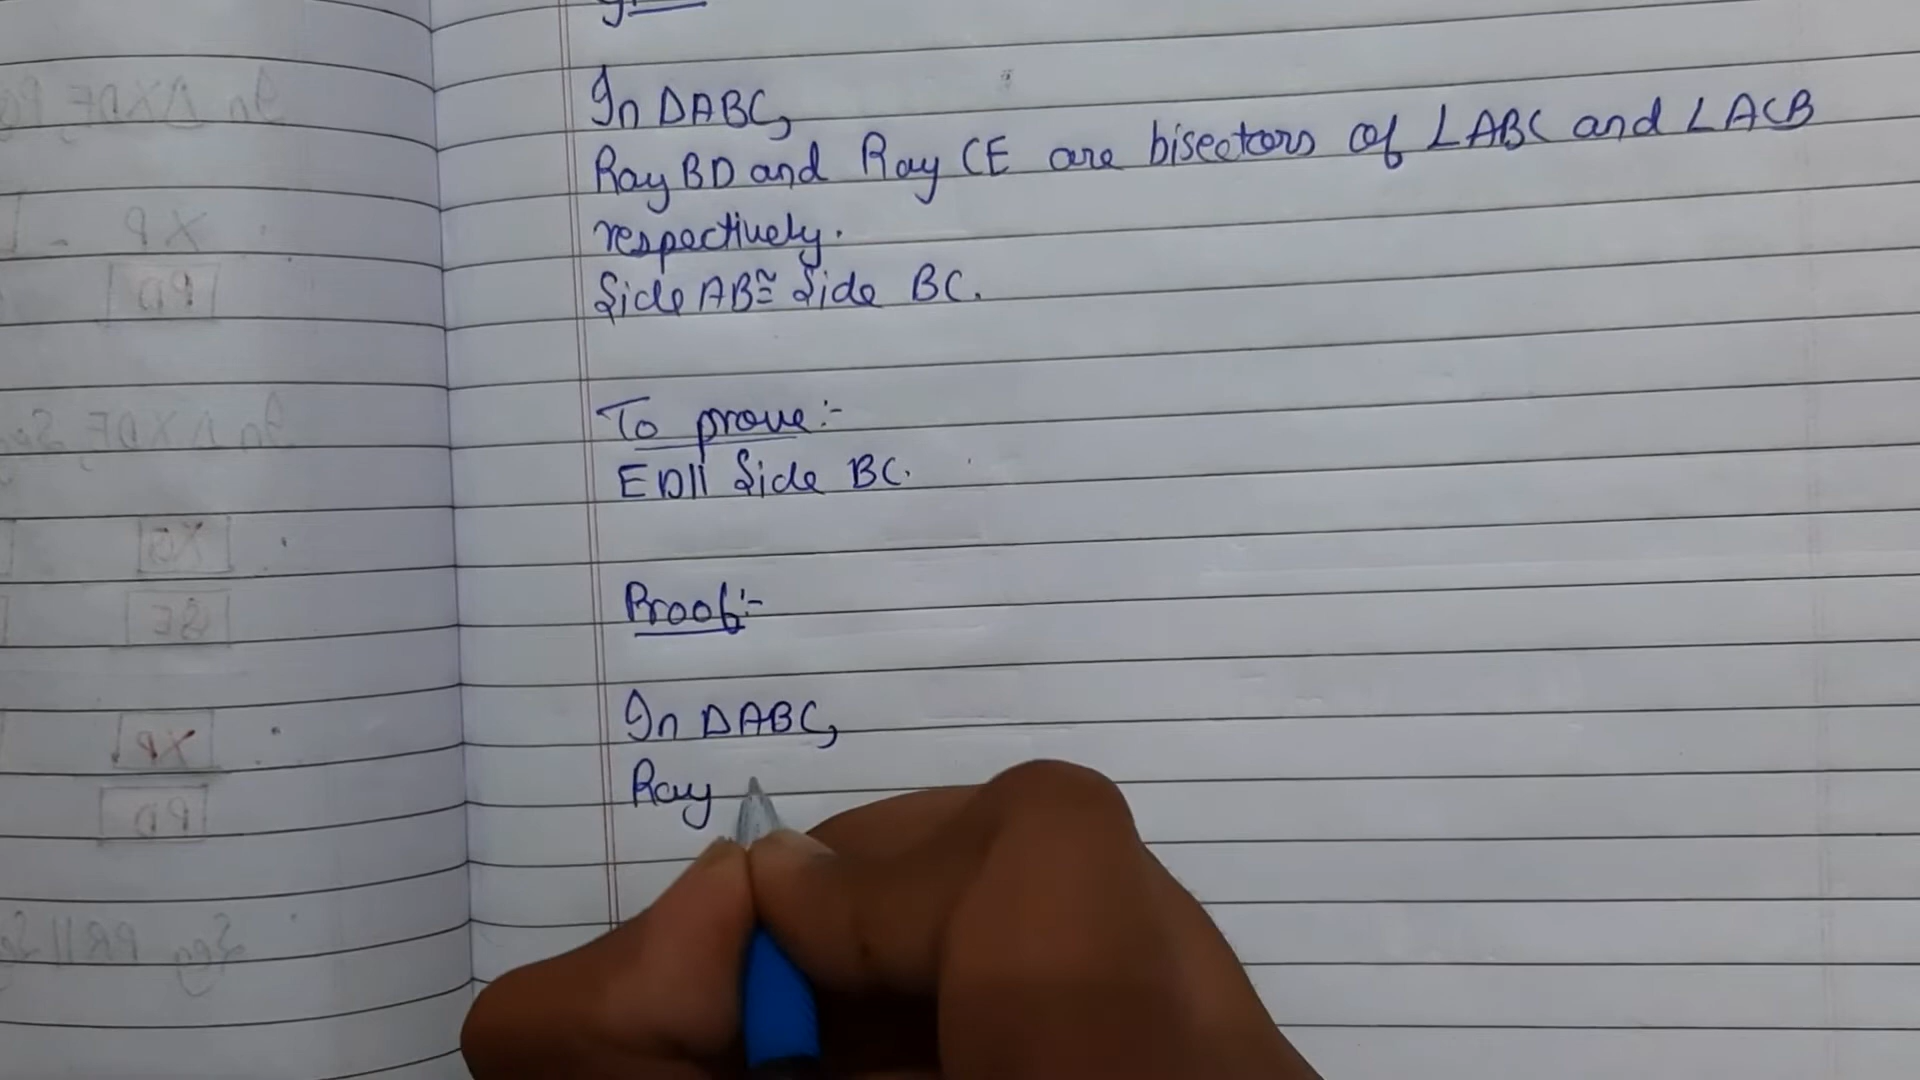 In ΔABC,
Ray BD and Ray CE are bisectors of ∠ABC and ∠ACB
respectively.
Side AB ≅ Side BC.
To prove:-
ED || Side BC.
Proof:-
In ΔABC,
Ray